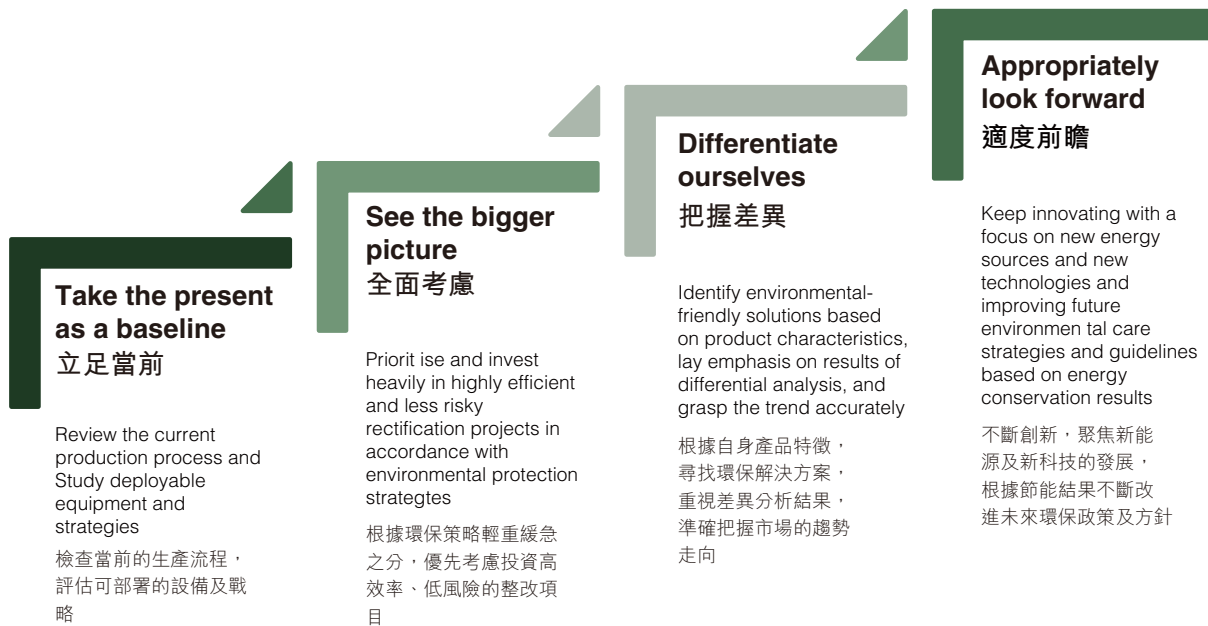 Take the present
as a baseline
立足當前
Review the current
production process and
Study deployable
equipment and
strategies
檢查當前的生產流程，
評估可部署的設備及戰
略
See the bigger
picture
全面考慮
Priorit ise and invest
heavily in highly efficient
and less risky
rectification projects in
accordance with
environmental protection
strategtes
根據環保策略輕重緩急
之分，優先考慮投資高
效率、低風險的整改項
目
Differentiate
ourselves
把握差異
Identify environmental-
friendly solutions based
on product characteristics,
lay emphasis on results of
differential analysis, and
grasp the trend accurately
根據自身產品特徵，
尋找環保解決方案，
重視差異分析結果，
準確把握市場的趨勢
走向
Appropriately
look forward
適度前瞻
Keep innovating with a
focus on new energy
sources and new
technologies and
improving future
environmen tal care
strategies and guidelines
based on energy
conservation results
不斷創新，聚焦新能
源及新科技的發展，
根據節能結果不斷改
進未來環保政策及方針